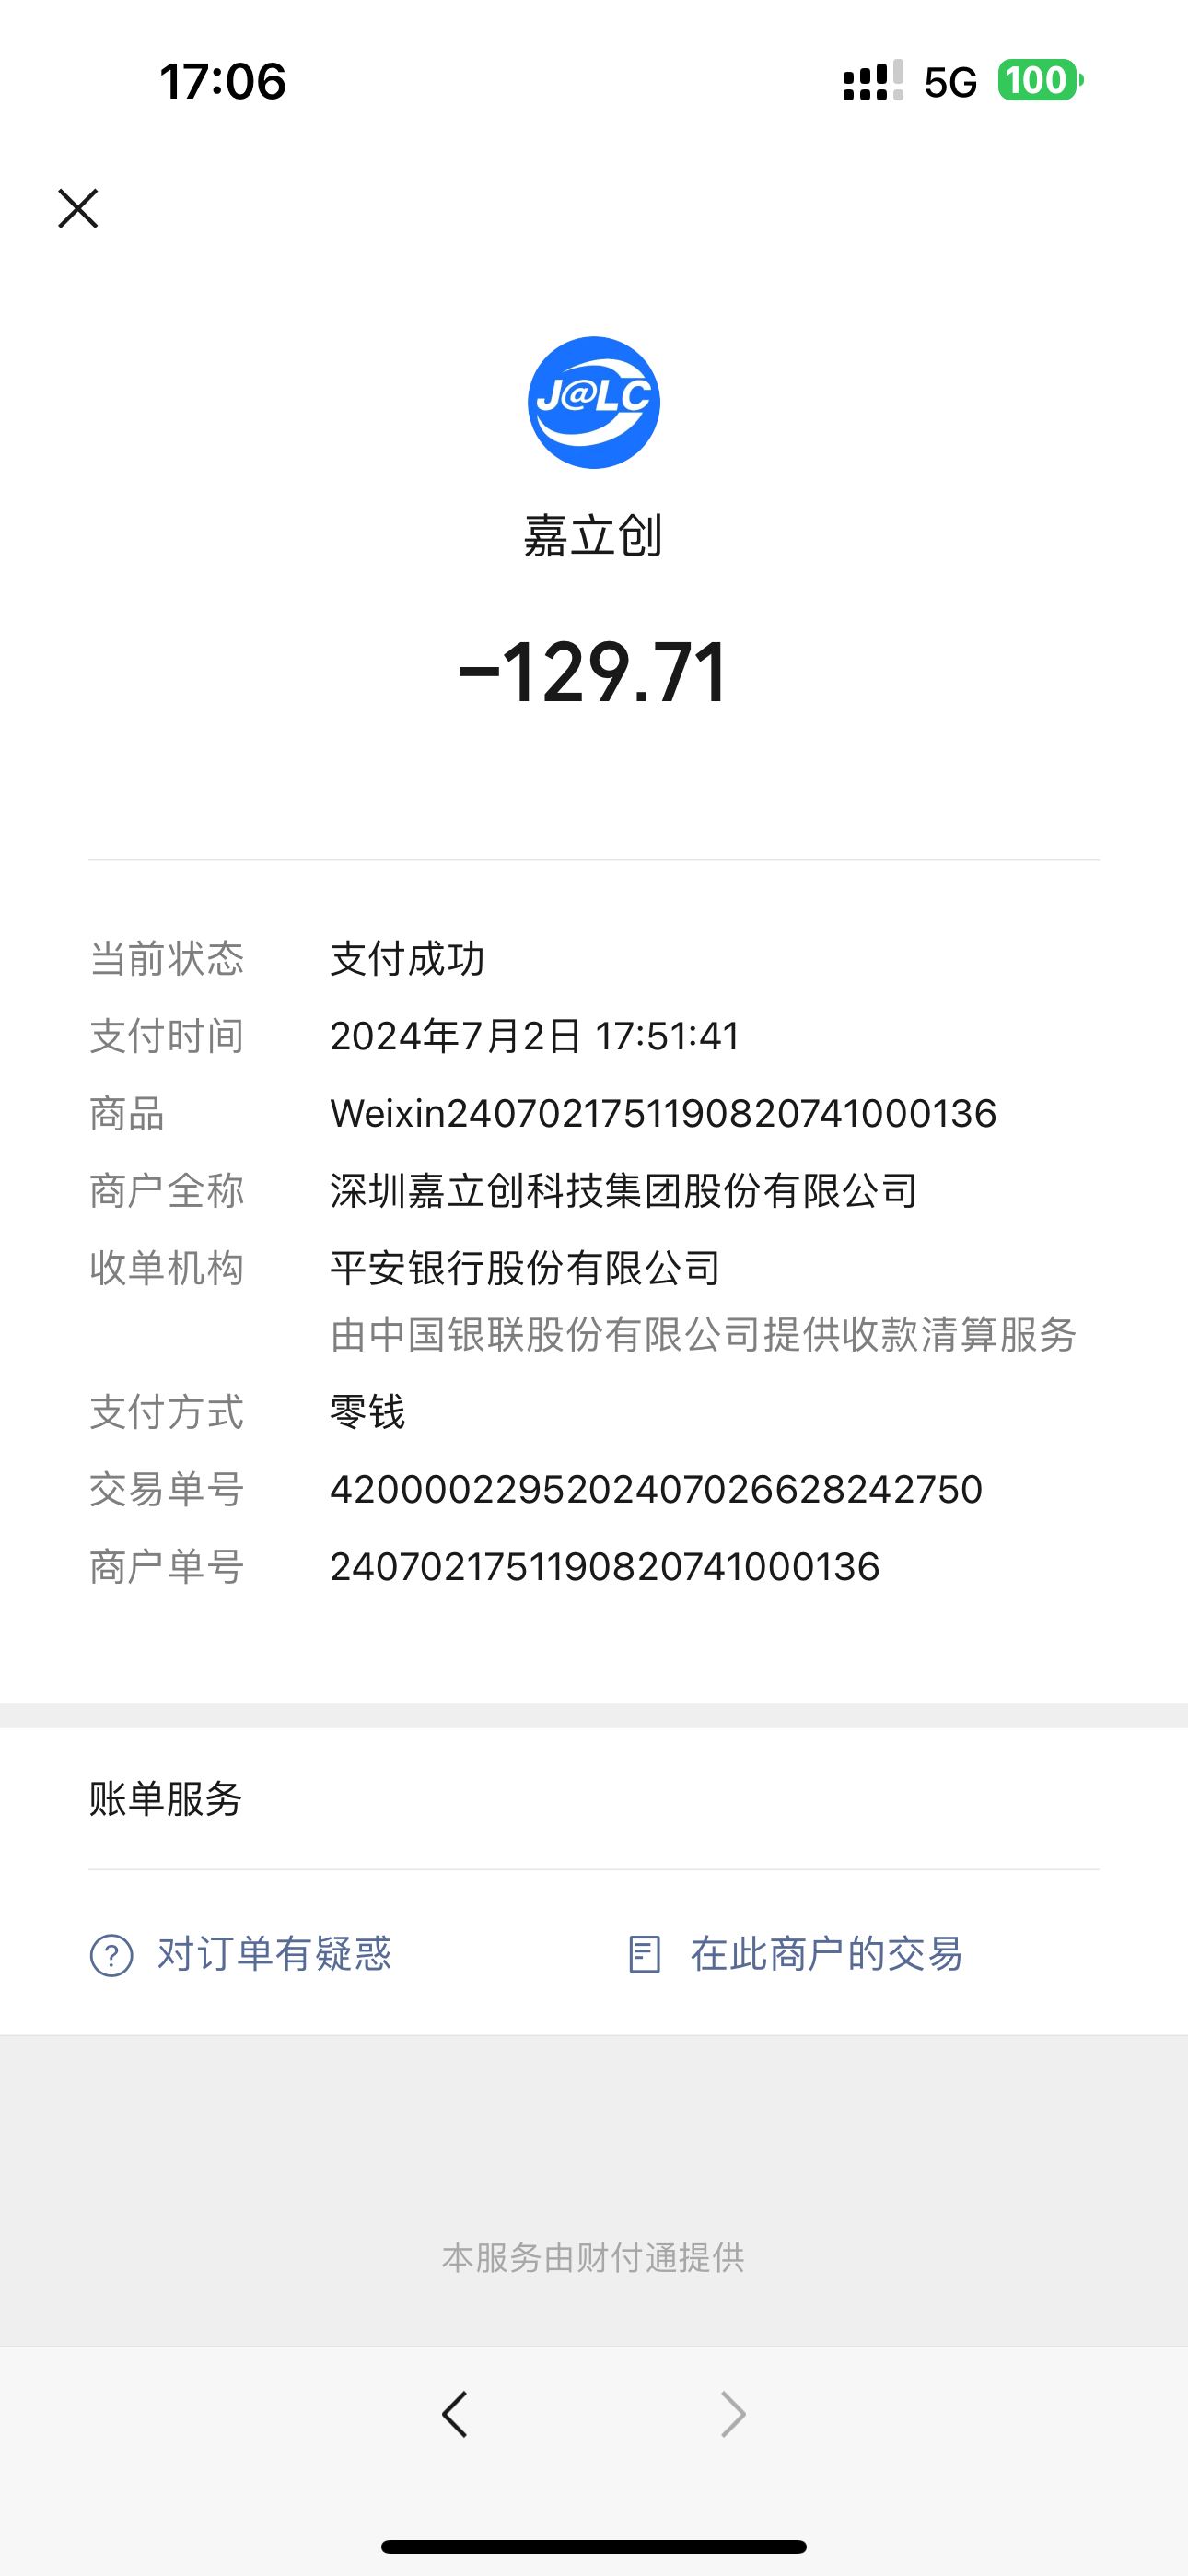 17:06
5G 100
J@LC
嘉立创
-129.71
当前状态 支付成功
支付时间 2024年7月2日 17:51:41
商品 Weixin2407021751190820741000136
商户全称 深圳嘉立创科技集团股份有限公司
收单机构 平安银行股份有限公司
由中国银联股份有限公司提供收款清算服务
支付方式 零钱
交易单号 4200002295202407026628242750
商户单号 2407021751190820741000136
账单服务
对订单有疑惑 在此商户的交易
本服务由财付通提供